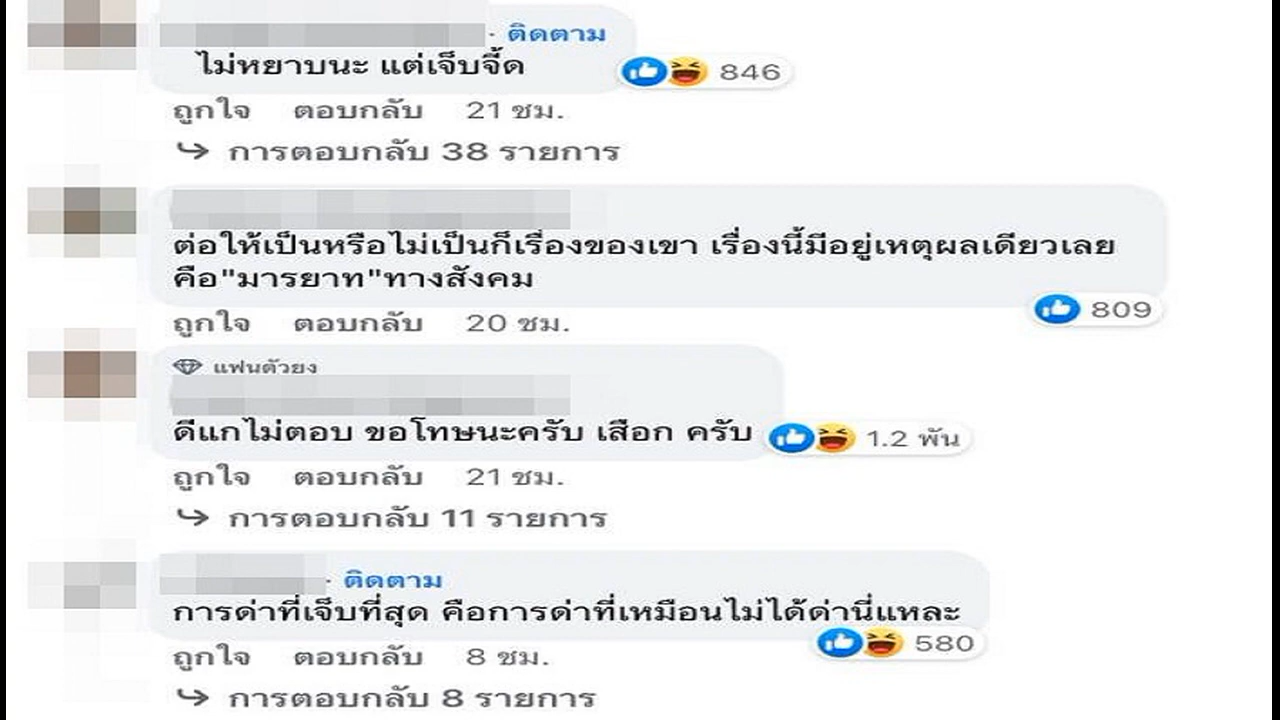 · ติดตาม
ไม่หยาบนะ แต่เจ็บจี้ด
846
ถูกใจ ตอบกลับ 21 ชม.
การตอบกลับ 38 รายการ
ต่อให้เป็นหรือไม่เป็นก็เรื่องของเขา เรื่องนี้มีอยู่เหตุผลเดียวเลย
คือ"มารยาท"ทางสังคม
809
ถูกใจ ตอบกลับ 20 ชม.
แฟนตัวยง
ดีแกไม่ตอบ ขอโทษนะครับ เสือก ครับ
1.2 พัน
ถูกใจ ตอบกลับ 21 ชม.
การตอบกลับ 11 รายการ
· ติดตาม
การด่าที่เจ็บที่สุด คือการด่าที่เหมือนไม่ได้ด่านี่แหละ
580
ถูกใจ ตอบกลับ 8 ชม.
การตอบกลับ 8 รายการ